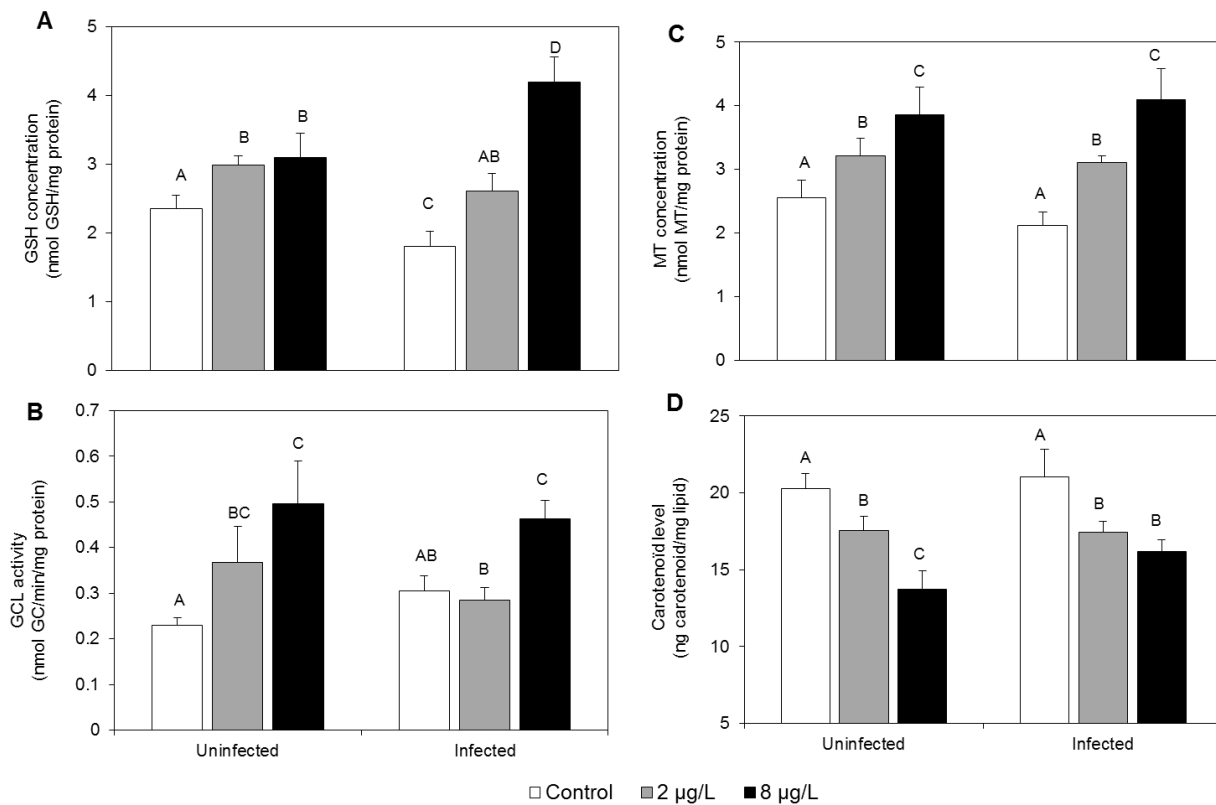 A
GSH concentration
(nmol GSH/mg protein)
5
4
3
2
1
0
A
B
B
C
AB
D
C
MT concentration
(nmol MT/mg protein)
5
4
3
2
1
0
A
B
C
A
B
C
B
GCL activity
(nmol GC/min/mg protein)
0.7
0.6
0.5
0.4
0.3
0.2
0.1
0
A
BC
C
AB
B
C
Uninfected
Infected
D
Carotenoïd level
(ng carotenoid/mg lipid)
25
20
15
10
5
A
B
C
A
B
B
Uninfected
Infected
Control
2 µg/L
8 µg/L